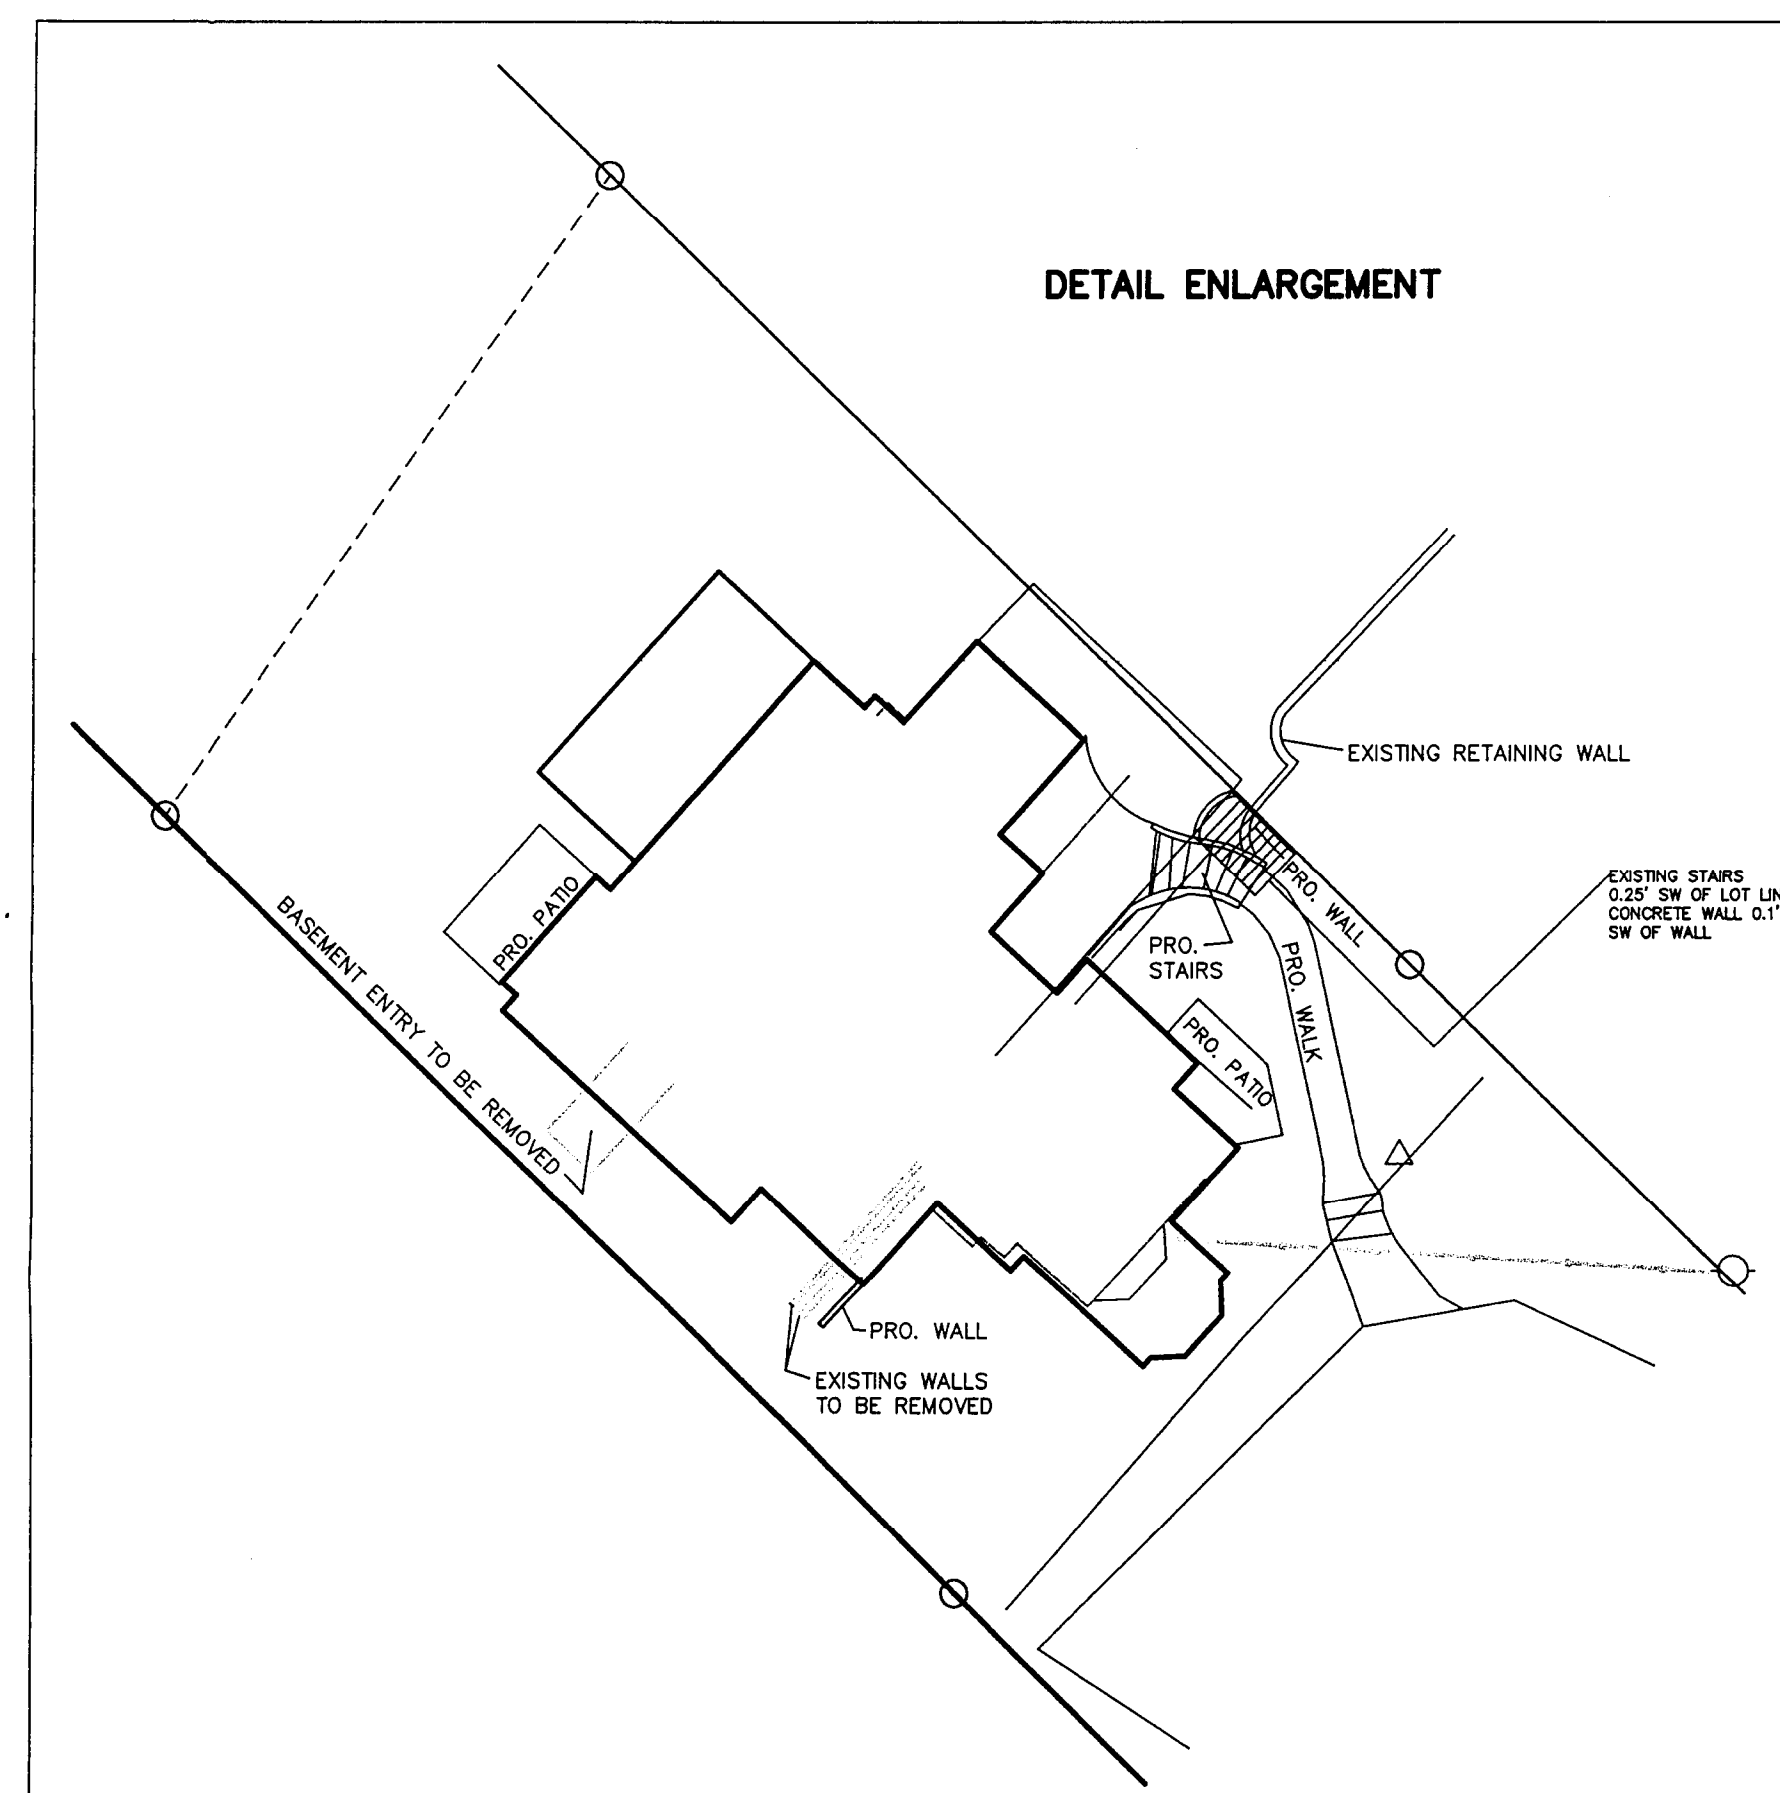 DETAIL ENLARGEMENT
EXISTING RETAINING WALL
EXISTING STAIRS
0.25' SW OF LOT LIN
CONCRETE WALL 0.1'
SW OF WALL
PRO. WALL
PRO. PATIO
BASEMENT ENTRY TO BE REMOVED
PRO.
STAIRS
PRO. WALK
PRO. PATIO
PRO. WALL
EXISTING WALLS
TO BE REMOVED